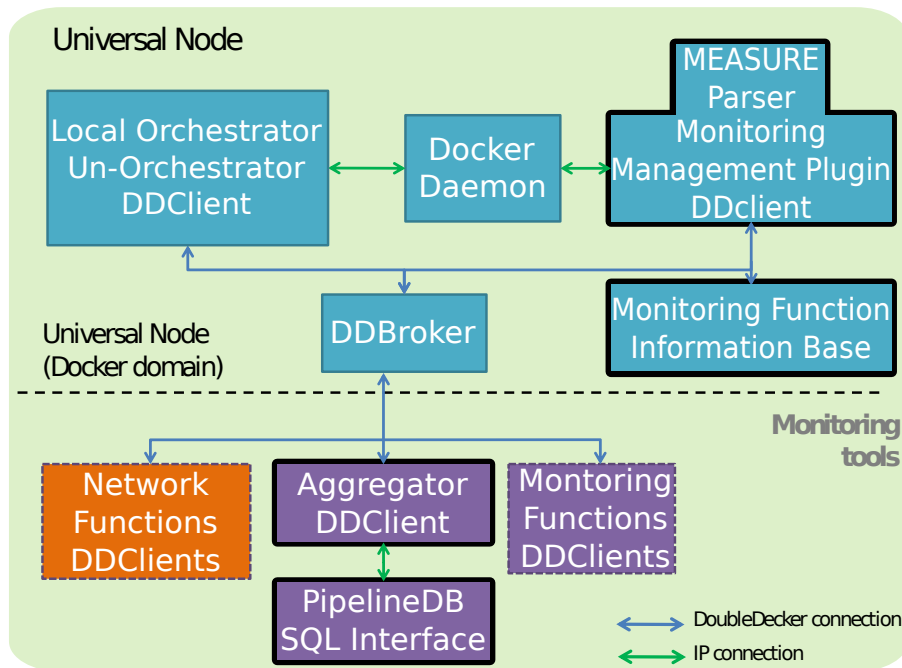 Universal Node
MEASURE
Parser
Local Orchestrator
Un-Orchestrator
DDClient
Docker
Daemon
Monitoring
Management Plugin
DDclient
DDBroker
Monitoring Function
Information Base
Universal Node
(Docker domain)
Monitoring
tools
Network
Functions
DDClients
Aggregator
DDClient
Montoring
Functions
DDClients
PipelineDB
SQL Interface
DoubleDecker connection
IP connection